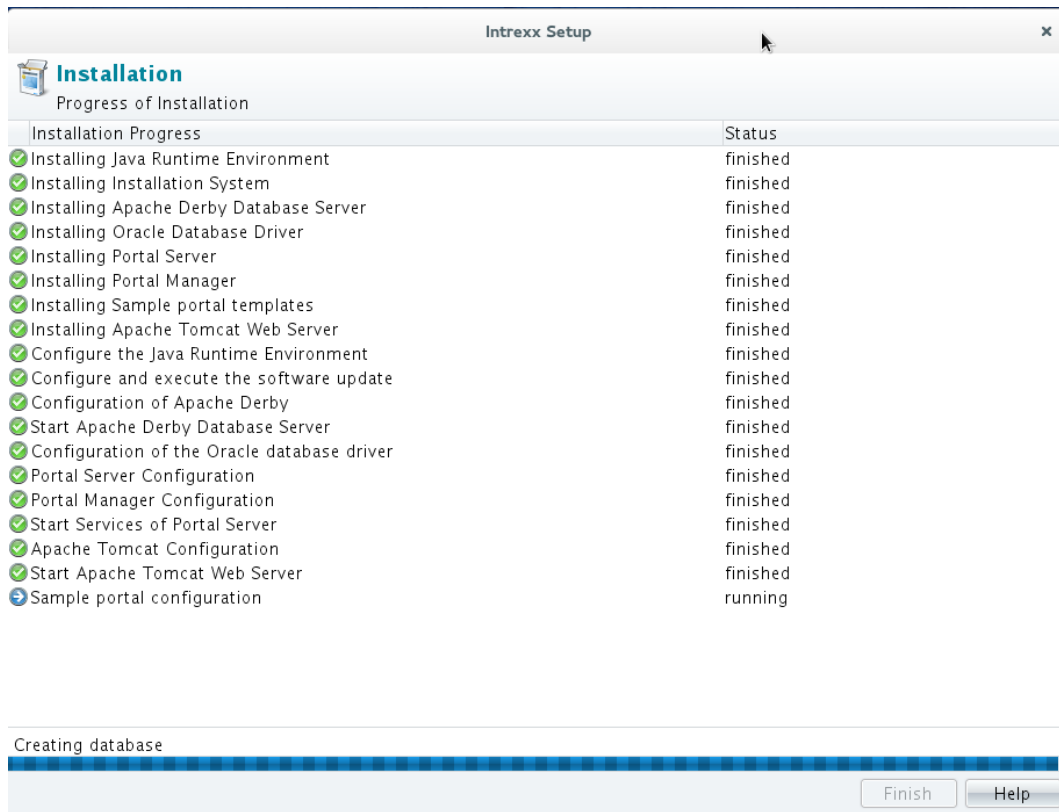 Intrexx Setup
Installation
Progress of Installation
Installation Progress Status
Installing Java Runtime Environment finished
Installing Installation System finished
Installing Apache Derby Database Server finished
Installing Oracle Database Driver finished
Installing Portal Server finished
Installing Portal Manager finished
Installing Sample portal templates finished
Installing Apache Tomcat Web Server finished
Configure the Java Runtime Environment finished
Configure and execute the software update finished
Configuration of Apache Derby finished
Start Apache Derby Database Server finished
Configuration of the Oracle database driver finished
Portal Server Configuration finished
Portal Manager Configuration finished
Start Services of Portal Server finished
Apache Tomcat Configuration finished
Start Apache Tomcat Web Server finished
Sample portal configuration running
Creating database
Finish Help